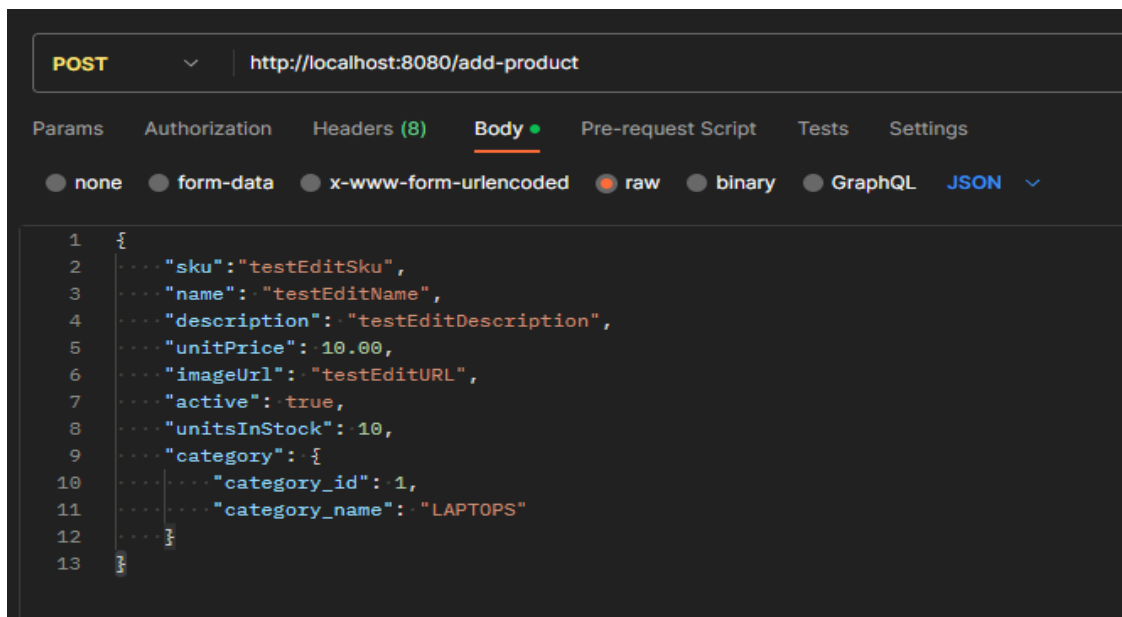 POST http://localhost:8080/add-product
Params Authorization Headers (8) Body Pre-request Script Tests Settings
none form-data x-www-form-urlencoded raw binary GraphQL JSON
1 {
2 "sku":"testEditSku",
3 "name": "testEditName",
4 "description": "testEditDescription",
5 "unitPrice": 10.00,
6 "imageUrl": "testEditURL",
7 "active": true,
8 "unitsInStock": 10,
9 "category": {
10 "category_id": 1,
11 "category_name": "LAPTOPS"
12 }
13 }